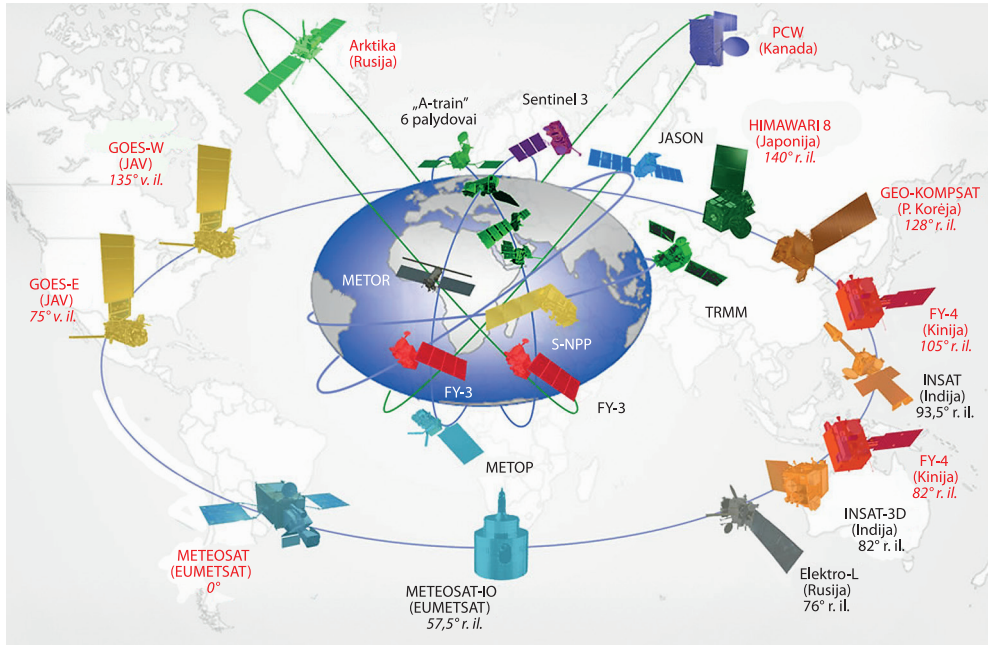 Arktika
(Rusija)
PCW
(Kanada)
„A-train”
6 palydovai
Sentinel 3
JASON
HIMAWARI 8
(Japonija)
140° r. il.
GOES-W
(JAV)
135° v. il.
GEO-KOMPSAT
(P. Korėja)
128° r. il.
GOES-E
(JAV)
75° v. il.
METOR
TRMM
FY-4
(Kinija)
105° r. il.
S-NPP
INSAT
(Indija)
93,5° r. il.
FY-3
FY-3
METOP
FY-4
(Kinija)
82° r. il.
INSAT-3D
(Indija)
82° r. il.
METEOSAT
(EUMETSAT)
0°
Elektro-L
(Rusija)
76° r. il.
METEOSAT-IO
(EUMETSAT)
57,5° r. il.